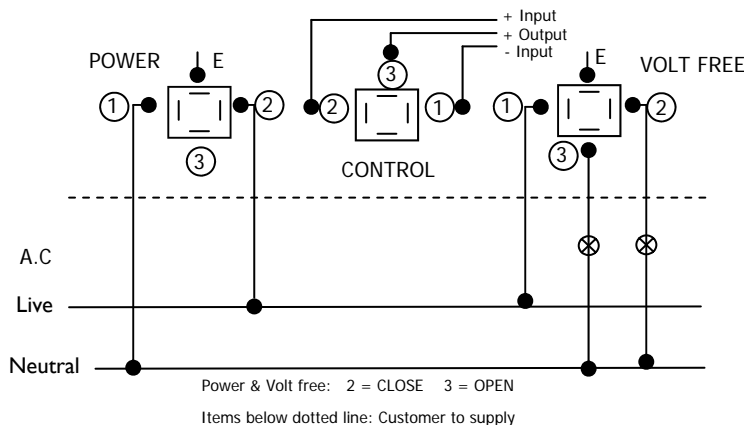 + Input
+ Output
- Input
POWER
E
1
2
3
3
2
1
CONTROL
E
VOLT FREE
1
2
3
A.C
Live
Neutral
Power & Volt free: 2 = CLOSE 3 = OPEN
Items below dotted line: Customer to supply